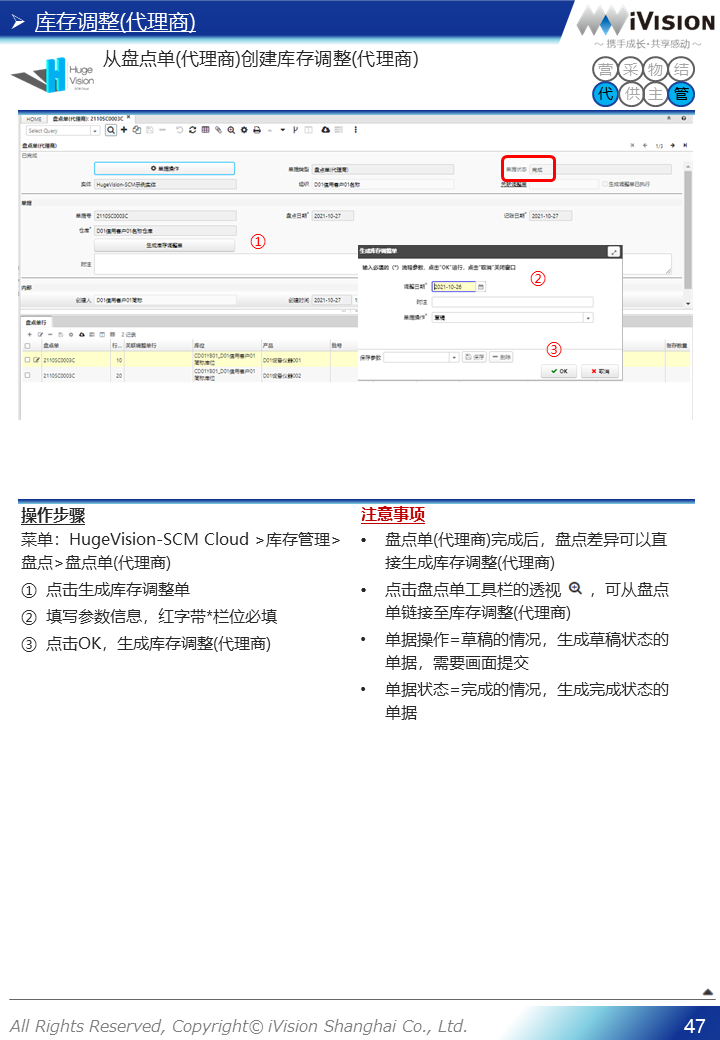 ➢ 库存调整(代理商)
iVISION
～ 携手成长·共享感动 ～
Huge Vision
从盘点单(代理商)创建库存调整(代理商)
营 采 物 结
代 供 主 管
HOME 盘点单(代理商): 2110SC0003C
Select Query
盘点单(代理商)
1/3
已完成
单据操作 单据类型 盘点单(代理商) 单据状态 完成
实体 HugeVision-SCM示例实体 组织 D01信用客户01名称 关联调整单 生成调整单已执行
单据
单据号 2110SC0003C 盘点日期* 2021-10-27 记账日期* 2021-10-27
仓库* D01信用客户01名称仓库
生成库存调整单 ①
附注
内部
创建人 D01信用客户01简称 创建时间 2021-10-27
生成库存调整单
输入必填的（*）流程参数，点击"OK"运行，点击"取消"关闭窗口
②
调整日期* 2021-10-26
附注
单据操作* 草稿
③
保存参数 保存 删除
OK 取消
盘点单行
2 记录
盘点单 行... 关联调整单行 库位 产品 批号 账存数量
2110SC0003C 10 CD01YB01_D01信用客户01简称库位 D01设备仪器001
2110SC0003C 20 CD01YB01_D01信用客户01简称库位 D01设备仪器002
操作步骤
菜单：HugeVision-SCM Cloud >库存管理>
盘点>盘点单(代理商)
① 点击生成库存调整单
② 填写参数信息，红字带*栏位必填
③ 点击OK，生成库存调整(代理商)
注意事项
• 盘点单(代理商)完成后，盘点差异可以直
接生成库存调整(代理商)
• 点击盘点单工具栏的透视 ，可从盘点
单链接至库存调整(代理商)
• 单据操作=草稿的情况，生成草稿状态的
单据，需要画面提交
• 单据状态=完成的情况，生成完成状态的
单据
All Rights Reserved, Copyright© iVision Shanghai Co., Ltd.
47